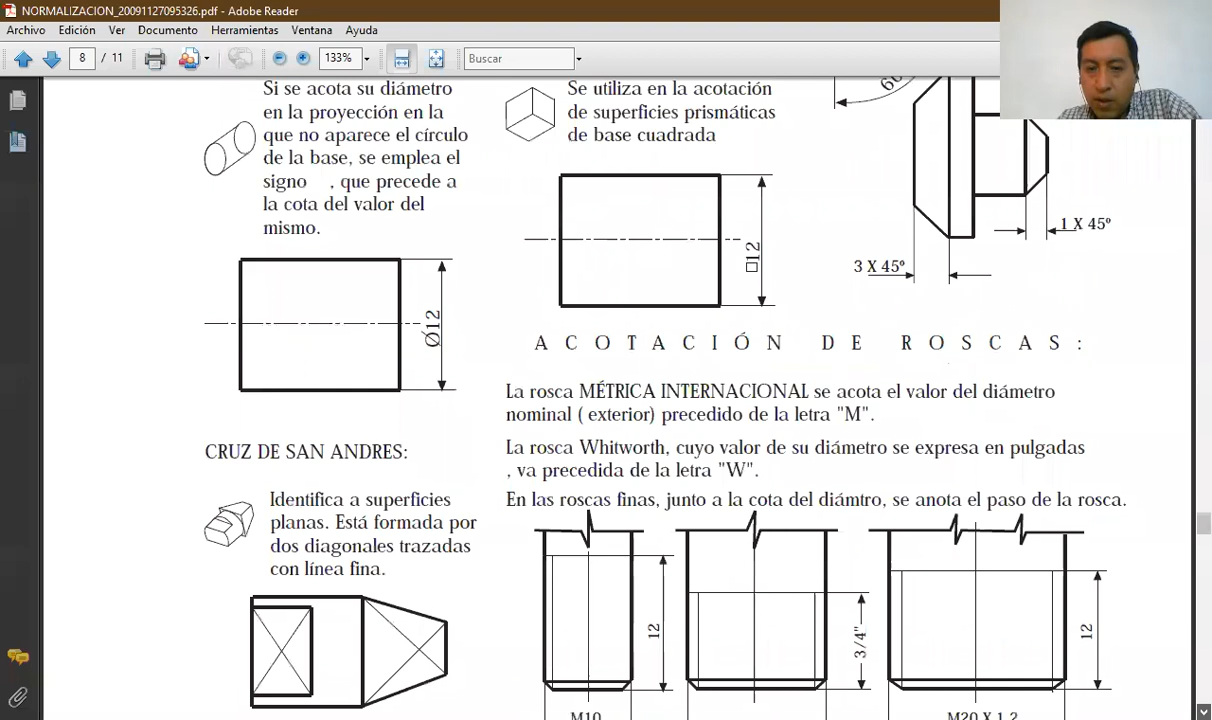 NORMALIZACION_20091127095326.pdf - Adobe Reader
Archivo Edición Ver Documento Herramientas Ventana Ayuda
8 / 11 133% Buscar
Si se acota su diámetro
en la proyección en la
que no aparece el círculo
de la base, se emplea el
signo , que precede a
la cota del valor del
mismo.
Ø12
CRUZ DE SAN ANDRES:
Identifica a superficies
planas. Está formada por
dos diagonales trazadas
con línea fina.
Se utiliza en la acotación
de superficies prismáticas
de base cuadrada
□12
1 X 45º
3 X 45º
A C O T A C I Ó N D E R O S C A S :
La rosca MÉTRICA INTERNACIONAL se acota el valor del diámetro
nominal ( exterior) precedido de la letra "M".
La rosca Whitworth, cuyo valor de su diámetro se expresa en pulgadas
, va precedida de la letra "W".
En las roscas finas, junto a la cota del diámtro, se anota el paso de la rosca.
12
3/4"
12
M10
M20 X 1,2